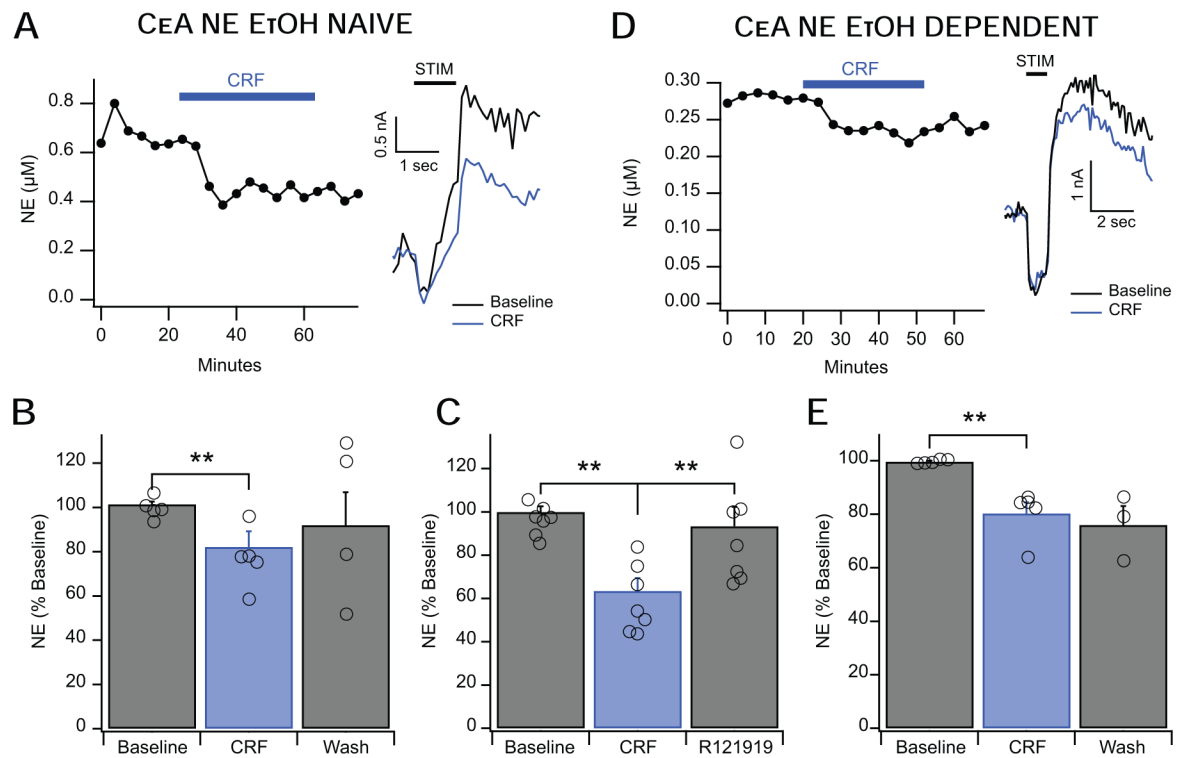 A
CEA NE ETOH NAIVE
CRF
STIM
0.8
0.6
0.4
0.2
0.0
NE (µM)
0.5 nA
1 sec
Baseline
CRF
0 20 40 60
Minutes
D
CEA NE ETOH DEPENDENT
CRF
STIM
0.30
0.25
0.20
0.15
0.10
0.05
0.00
NE (µM)
1 nA
2 sec
Baseline
CRF
0 10 20 30 40 50 60
Minutes
B
**
120
100
80
60
40
20
0
NE (% Baseline)
Baseline CRF Wash
C
** **
120
100
80
60
40
20
0
NE (% Baseline)
Baseline CRF R121919
E
**
100
80
60
40
20
0
NE (% Baseline)
Baseline CRF Wash